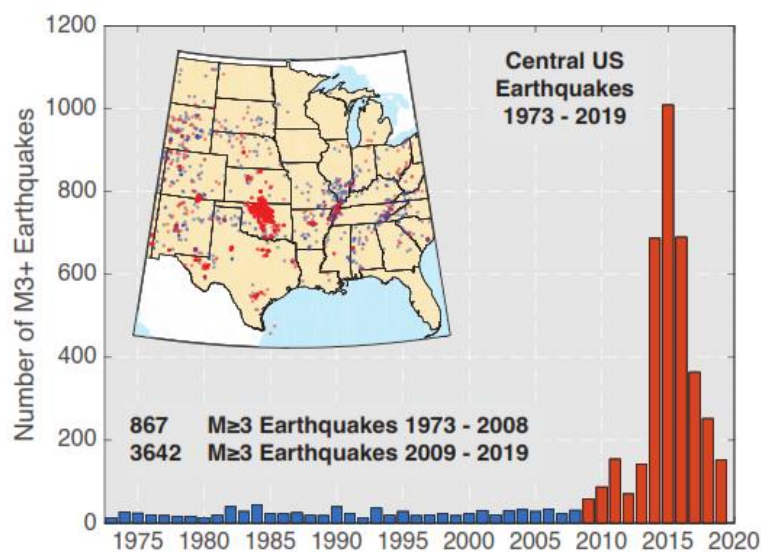 1200
1000
800
600
400
200
0
Number of M3+ Earthquakes
Central US
Earthquakes
1973 - 2019
867 M≥3 Earthquakes 1973 - 2008
3642 M≥3 Earthquakes 2009 - 2019
1975 1980 1985 1990 1995 2000 2005 2010 2015 2020